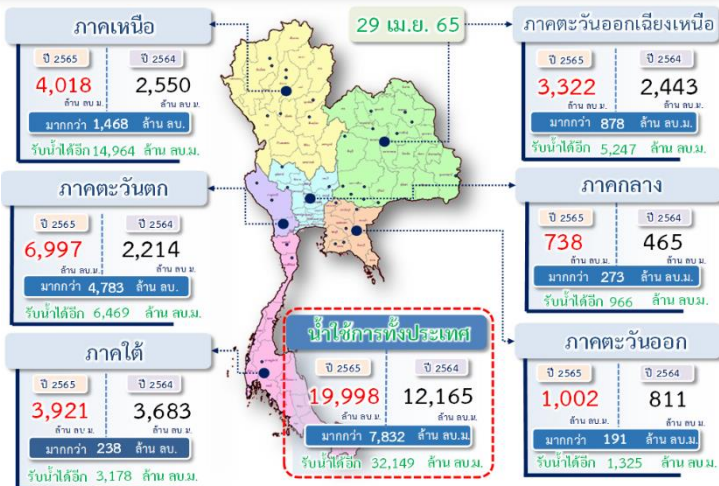 ภาคเหนือ
ปี 2565 ปี 2564
4,018 2,550
ล้าน ลบ.ม. ล้าน ลบ.ม.
มากกว่า 1,468 ล้าน ลบ.
รับน้ำได้อีก 14,964 ล้าน ลบ.ม.
29 เม.ย. 65
ภาคตะวันออกเฉียงเหนือ
ปี 2565 ปี 2564
3,322 2,443
ล้าน ลบ.ม. ล้าน ลบ.ม.
มากกว่า 878 ล้าน ลบ.ม.
รับน้ำได้อีก 5,247 ล้าน ลบ.ม.
ภาคตะวันตก
ปี 2565 ปี 2564
6,997 2,214
ล้าน ลบ.ม. ล้าน ลบ.ม.
มากกว่า 4,783 ล้าน ลบ.
รับน้ำได้อีก 6,469 ล้าน ลบ.ม.
ภาคกลาง
ปี 2565 ปี 2564
738 465
ล้าน ลบ.ม. ล้าน ลบ.ม.
มากกว่า 273 ล้าน ลบ.ม.
รับน้ำได้อีก 966 ล้าน ลบ.ม.
ภาคใต้
ปี 2565 ปี 2564
3,921 3,683
ล้าน ลบ.ม. ล้าน ลบ.ม.
มากกว่า 238 ล้าน ลบ.
รับน้ำได้อีก 3,178 ล้าน ลบ.ม.
น้ำใช้การทั้งประเทศ
ปี 2565 ปี 2564
19,998 12,165
ล้าน ลบ.ม. ล้าน ลบ.ม.
มากกว่า 7,832 ล้าน ลบ.ม.
รับน้ำได้อีก 32,149 ล้าน ลบ.ม.
ภาคตะวันออก
ปี 2565 ปี 2564
1,002 811
ล้าน ลบ.ม. ล้าน ลบ.ม.
มากกว่า 191 ล้าน ลบ.ม.
รับน้ำได้อีก 1,325 ล้าน ลบ.ม.